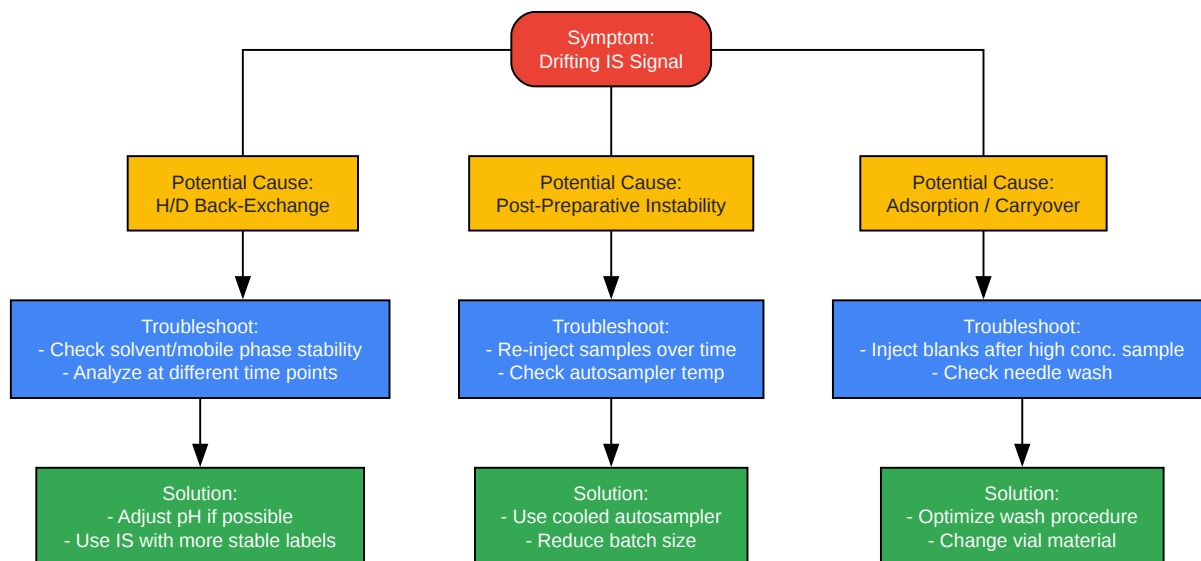 Symptom:
Drifting IS Signal
Potential Cause:
H/D Back-Exchange
Potential Cause:
Post-Preparative Instability
Potential Cause:
Adsorption / Carryover
Troubleshoot:
- Check solvent/mobile phase stability
- Analyze at different time points
Troubleshoot:
- Re-inject samples over time
- Check autosampler temp
Troubleshoot:
- Inject blanks after high conc. sample
- Check needle wash
Solution:
- Adjust pH if possible
- Use IS with more stable labels
Solution:
- Use cooled autosampler
- Reduce batch size
Solution:
- Optimize wash procedure
- Change vial material